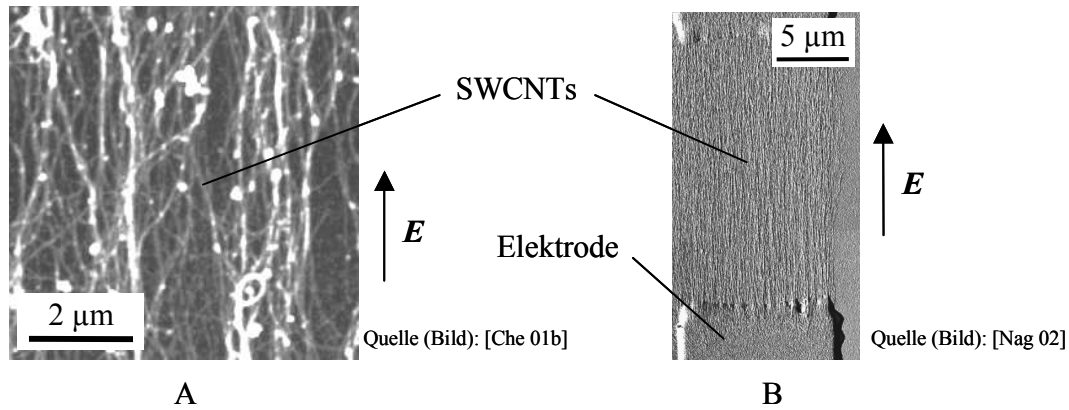 5 µm
SWCNTs
E
E
Elektrode
2 µm
Quelle (Bild): [Che 01b]
Quelle (Bild): [Nag 02]
A
B